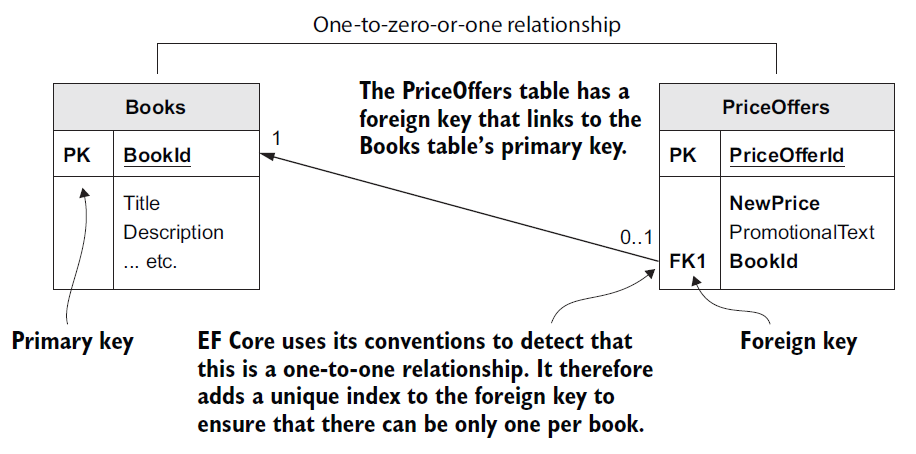 One-to-zero-or-one relationship
Books
PK BookId
Title
Description
... etc.
The PriceOffers table has a
foreign key that links to the
Books table's primary key.
1
0..1
PriceOffers
PK PriceOfferId
NewPrice
PromotionalText
FK1 BookId
Primary key
EF Core uses its conventions to detect that
this is a one-to-one relationship. It therefore
adds a unique index to the foreign key to
ensure that there can be only one per book.
Foreign key